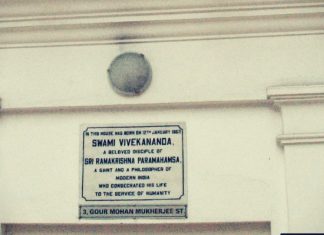 IN THIS HOUSE WAS BORN ON 12TH JANUARY 1863
SWAMI VIVEKANANDA,
A BELOVED DISCIPLE OF
SRI RAMAKRISHNA PARAMAHAMSA,
A SAINT AND A PHILOSOPHER OF
MODERN INDIA
WHO CONSECRATED HIS LIFE
TO THE SERVICE OF HUMANITY
3, GOUR MOHAN MUKHERJEE ST.